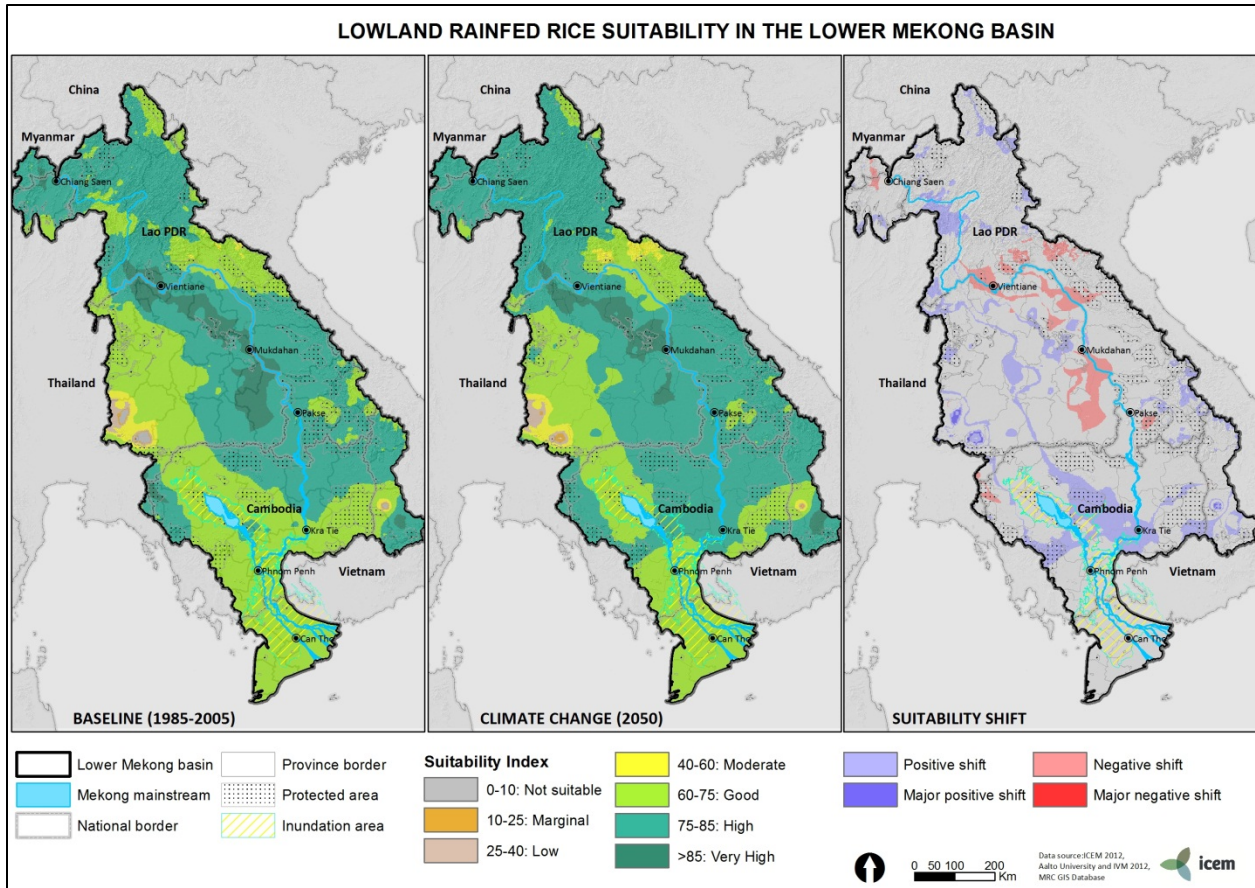 LOWLAND RAINFED RICE SUITABILITY IN THE LOWER MEKONG BASIN
China
Myanmar
Chiang Saen
Lao PDR
Vientiane
Mukdahan
Thailand
Pakse
Cambodia
Kra Tie
Phnom Penh
Vietnam
Can Tho
BASELINE (1985-2005)
China
Myanmar
Chiang Saen
Lao PDR
Vientiane
Mukdahan
Thailand
Pakse
Cambodia
Kra Tie
Phnom Penh
Vietnam
Can Tho
CLIMATE CHANGE (2050)
China
Myanmar
Chiang Saen
Lao PDR
Vientiane
Mukdahan
Thailand
Pakse
Cambodia
Kra Tie
Phnom Penh
Vietnam
Can Tho
SUITABILITY SHIFT
Lower Mekong basin
Mekong mainstream
National border
Province border
Protected area
Inundation area
Suitability Index
0-10: Not suitable
10-25: Marginal
25-40: Low
40-60: Moderate
60-75: Good
75-85: High
>85: Very High
Positive shift
Major positive shift
Negative shift
Major negative shift
0 50 100 200
Km
Data source:ICEM 2012,
Aalto University and IVM 2012,
MRC GIS Database
icem